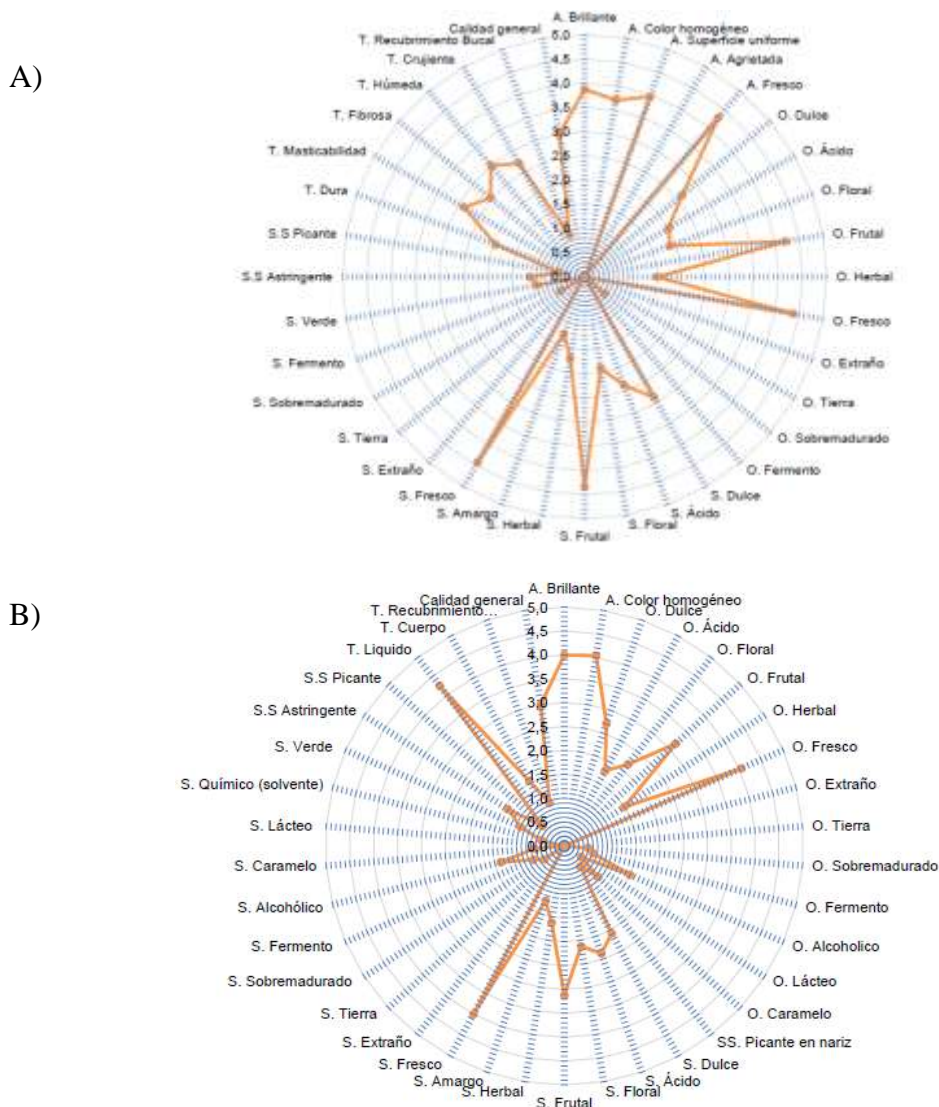 A)
A. Brillante
A. Color homogéneo
A. Superficie uniforme
A. Agrietada
A. Fresco
O. Dulce
O. Ácido
O. Floral
O. Frutal
O. Herbal
O. Fresco
O. Extraño
O. Tierra
O. Sobremadurado
O. Fermento
S. Dulce
S. Ácido
S. Floral
S. Frutal
S. Herbal
S. Amargo
S. Fresco
S. Extraño
S. Tierra
S. Sobremadurado
S. Fermento
S. Verde
S.S Astringente
S.S Picante
T. Dura
T. Masticabilidad
T. Fibrosa
T. Húmeda
T. Crujiente
T. Recubrimiento Bucal
Calidad general
5.0
4.5
4.0
3.5
3.0
2.5
2.0
1.5
1.0
0.5
0.0
B)
A. Brillante
A. Color homogéneo
O. Dulce
O. Ácido
O. Floral
O. Frutal
O. Herbal
O. Fresco
O. Extraño
O. Tierra
O. Sobremadurado
O. Fermento
O. Alcoholico
O. Lácteo
O. Caramelo
SS. Picante en nariz
S. Dulce
S. Ácido
S. Floral
S. Frutal
S. Herbal
S. Amargo
S. Fresco
S. Extraño
S. Tierra
S. Sobremadurado
S. Fermento
S. Alcohólico
S. Caramelo
S. Lácteo
S. Químico (solvente)
S. Verde
S.S Astringente
S.S Picante
T. Liquido
T. Cuerpo
T. Recubrimiento...
Calidad general
5,0
4,5
4,0
3,5
3,0
2,5
2,0
1,5
1,0
0,5
0,0